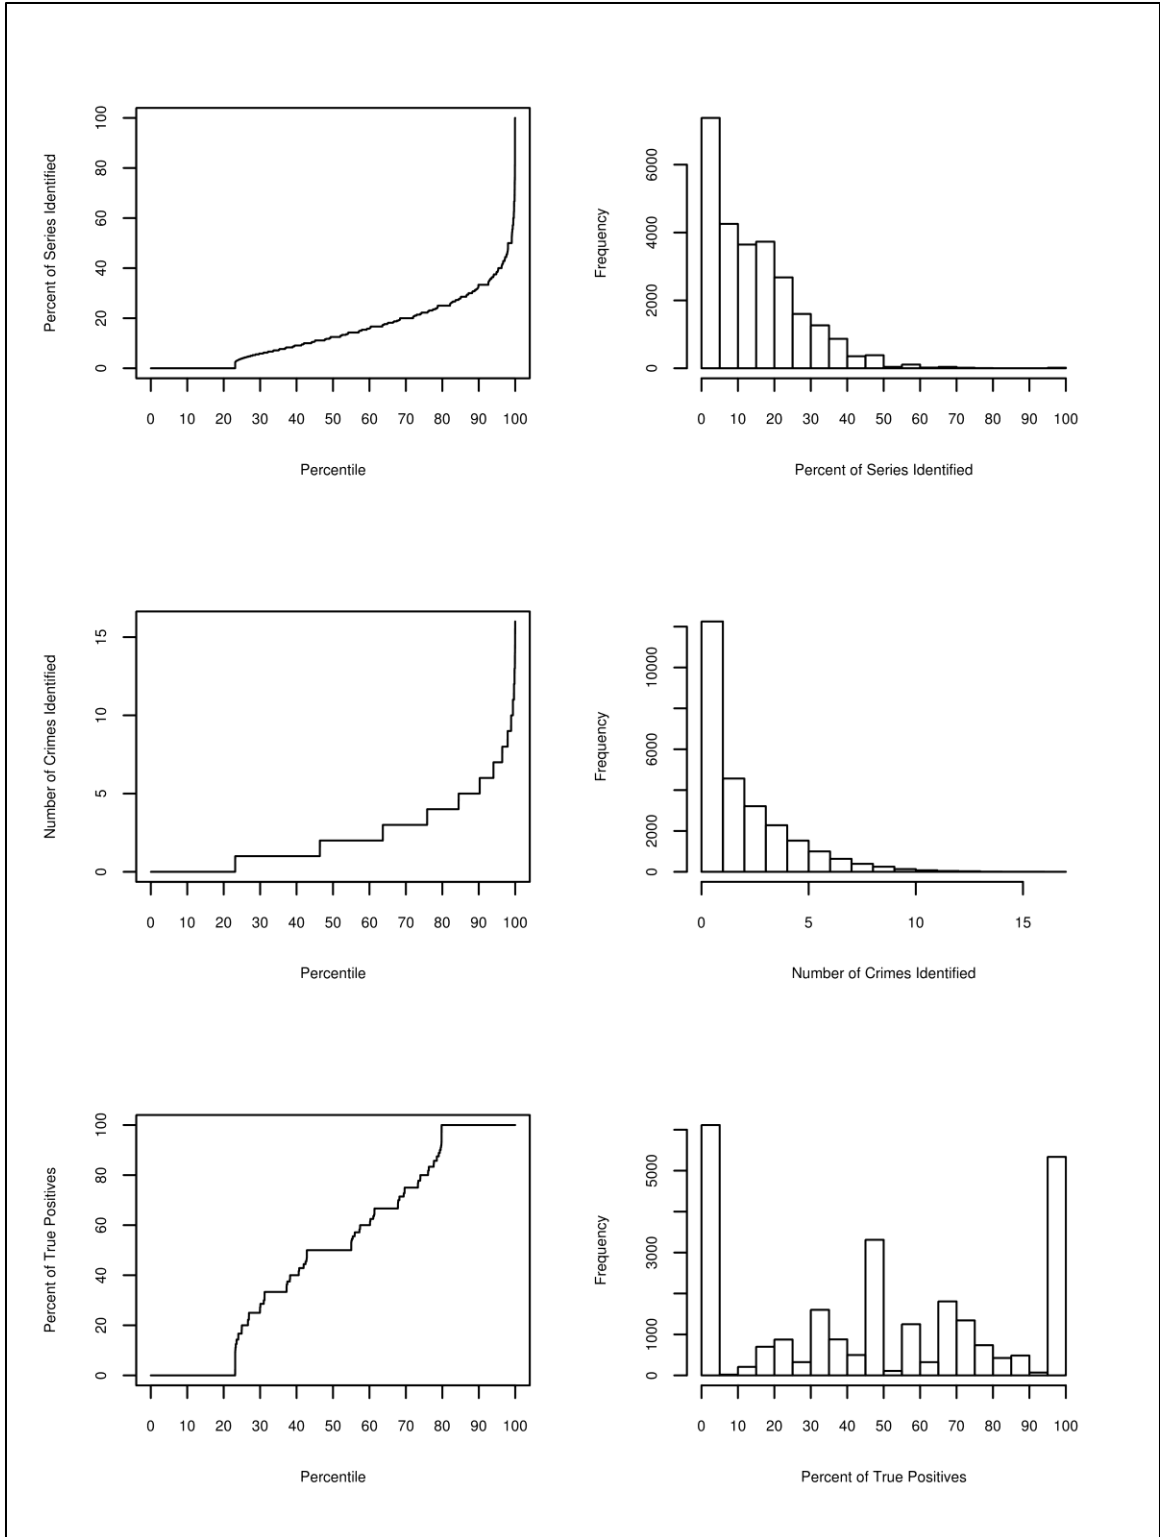 Percent of Series Identified
100
80
60
40
20
0
0 10 20 30 40 50 60 70 80 90 100
Percentile
Frequency
6000
4000
2000
0
0 10 20 30 40 50 60 70 80 90 100
Percent of Series Identified
Number of Crimes Identified
15
10
5
0
0 10 20 30 40 50 60 70 80 90 100
Percentile
Frequency
10000
6000
2000
0
0 5 10 15
Number of Crimes Identified
Percent of True Positives
100
80
60
40
20
0
0 10 20 30 40 50 60 70 80 90 100
Percentile
Frequency
5000
3000
1000
0
0 10 20 30 40 50 60 70 80 90 100
Percent of True Positives